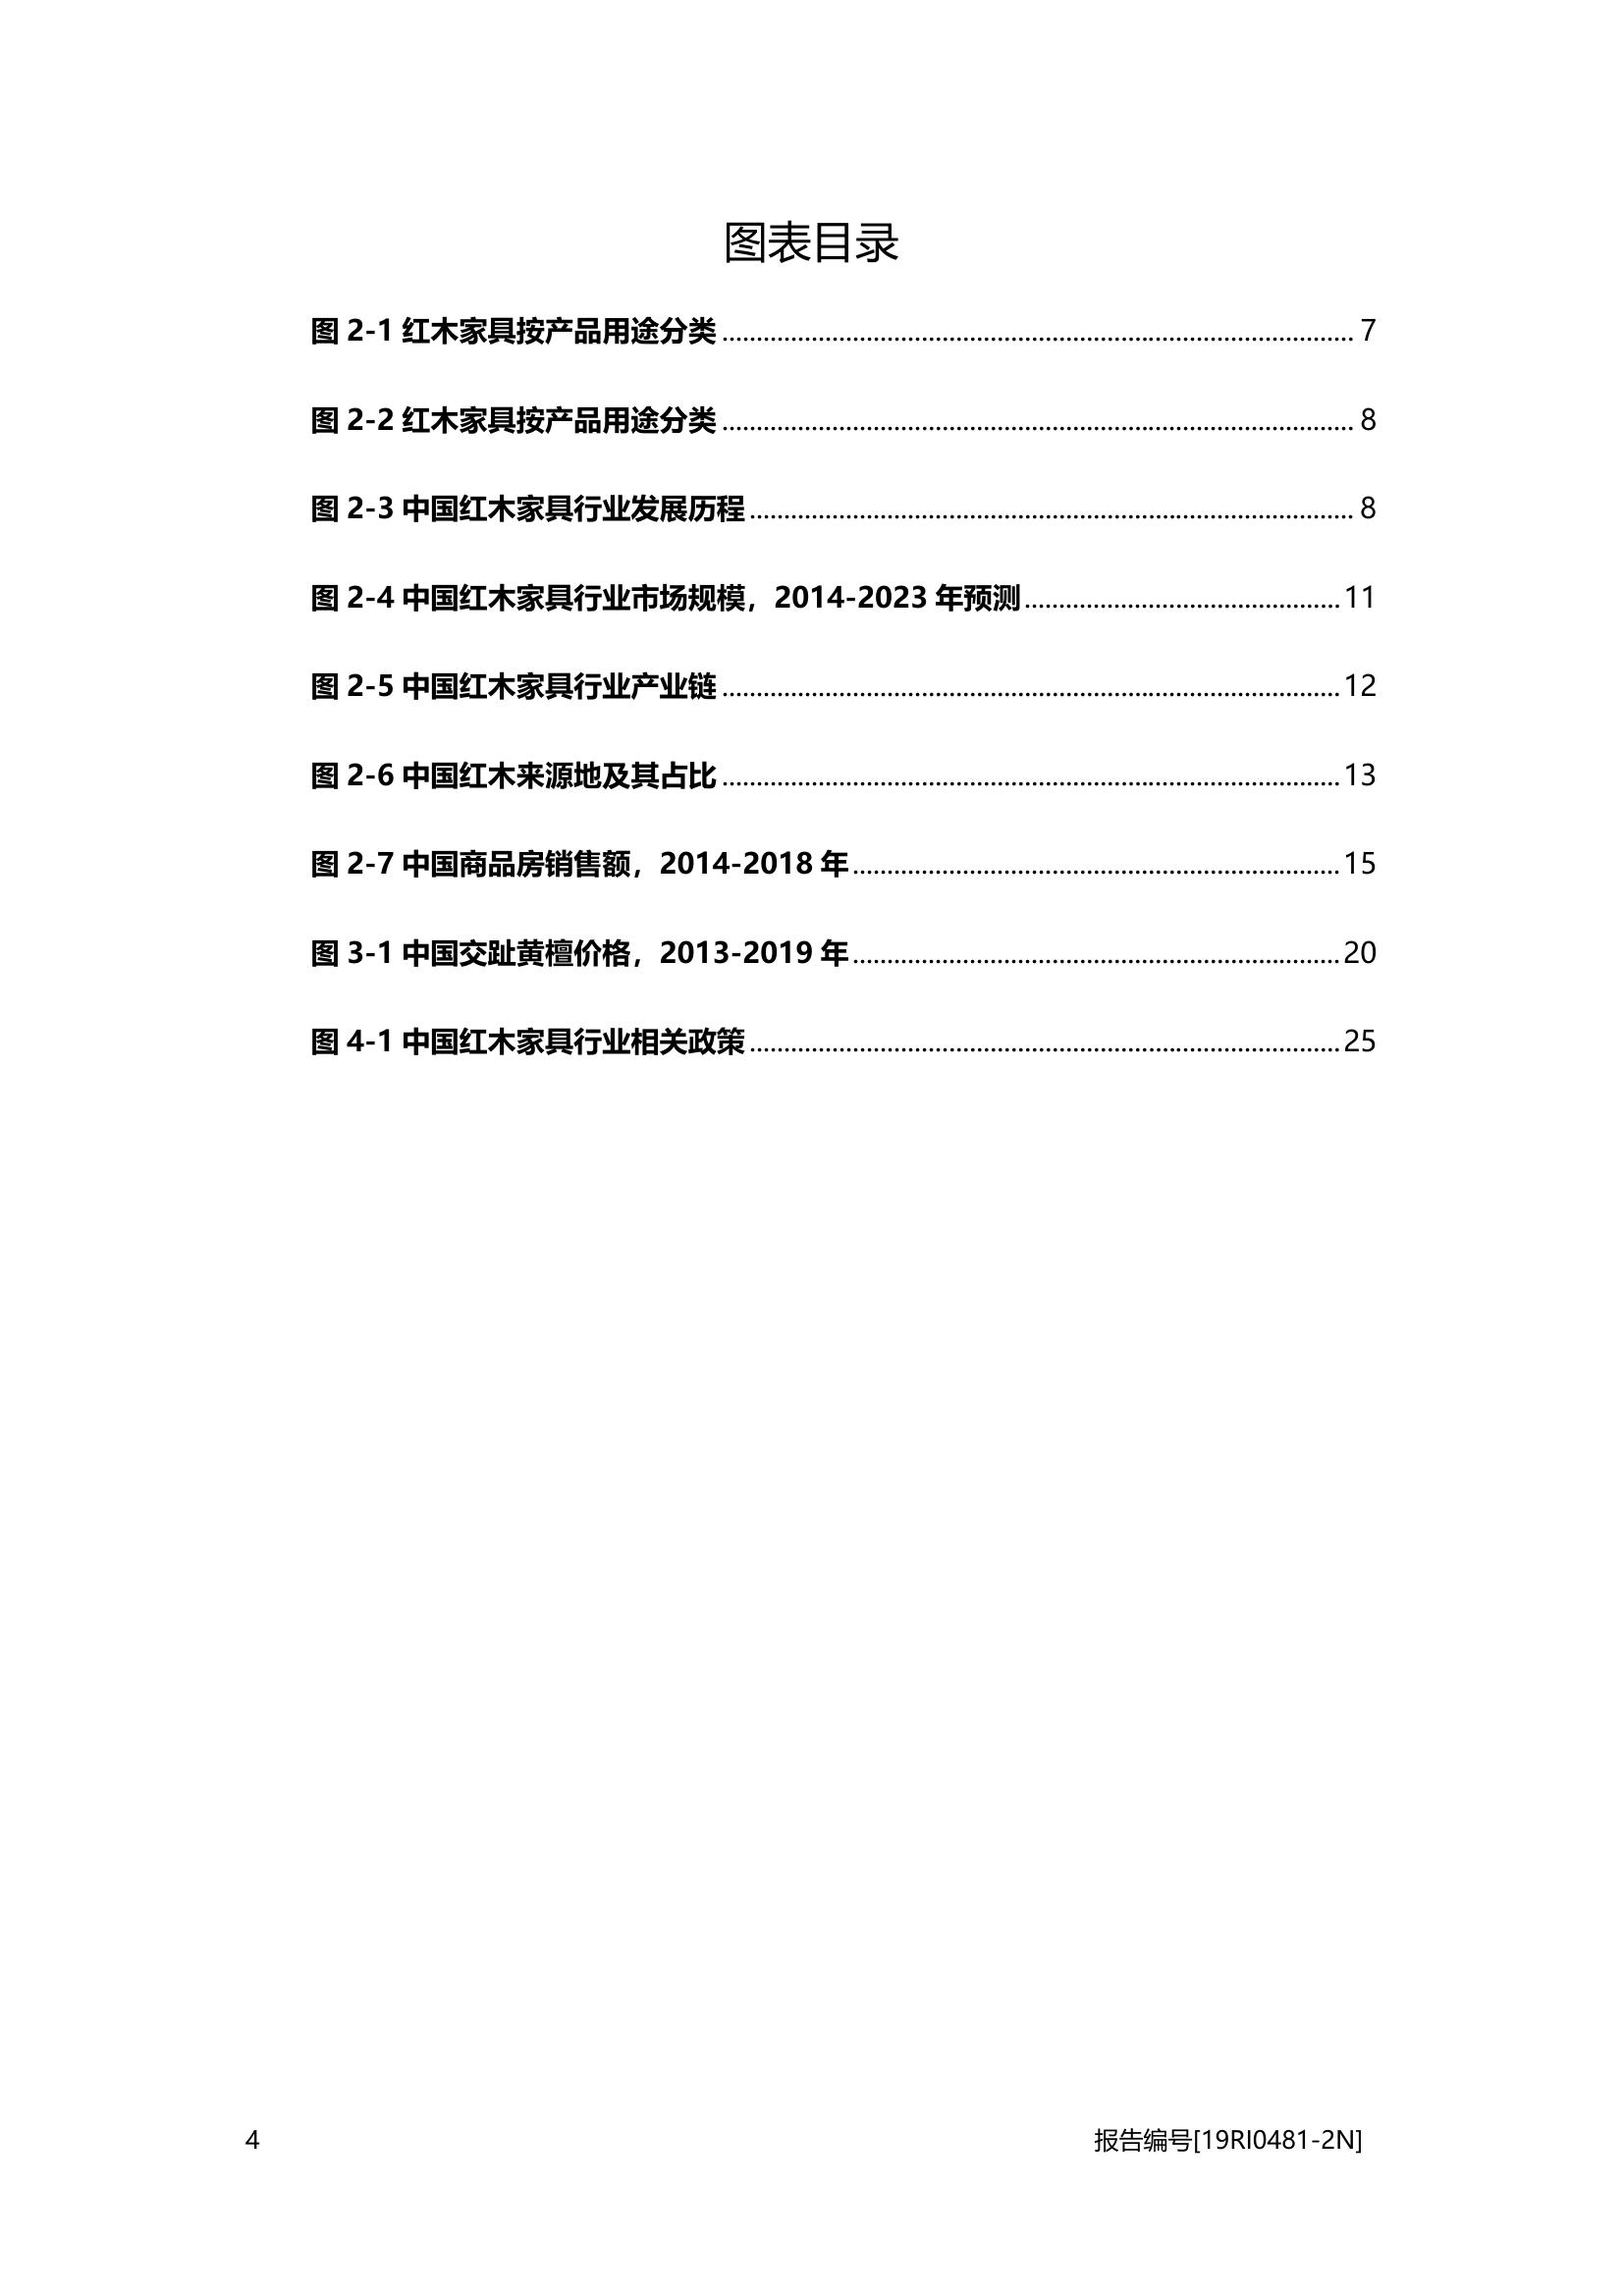 图表目录
图 2-1 红木家具按产品用途分类 ........................................ 7
图 2-2 红木家具按产品用途分类 ........................................ 8
图 2-3 中国红木家具行业发展历程 ........................................ 8
图 2-4 中国红木家具行业市场规模，2014-2023 年预测 ........................................ 11
图 2-5 中国红木家具行业产业链 ........................................ 12
图 2-6 中国红木来源地及其占比 ........................................ 13
图 2-7 中国商品房销售额，2014-2018 年 ........................................ 15
图 3-1 中国交趾黄檀价格，2013-2019 年 ........................................ 20
图 4-1 中国红木家具行业相关政策 ........................................ 25
4 报告编号[19RI0481-2N]